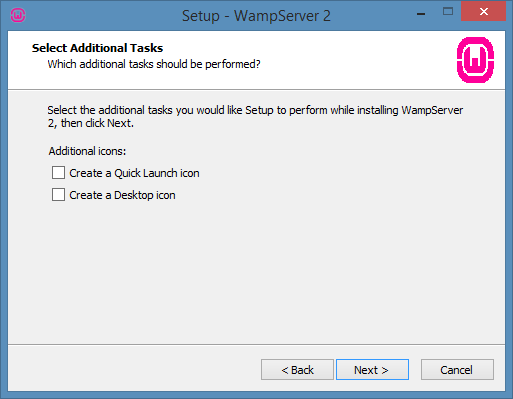 Setup - WampServer 2
Select Additional Tasks
Which additional tasks should be performed?
W
Select the additional tasks you would like Setup to perform while installing WampServer
2, then click Next.
Additional icons:
Create a Quick Launch icon
Create a Desktop icon
< Back
Next >
Cancel